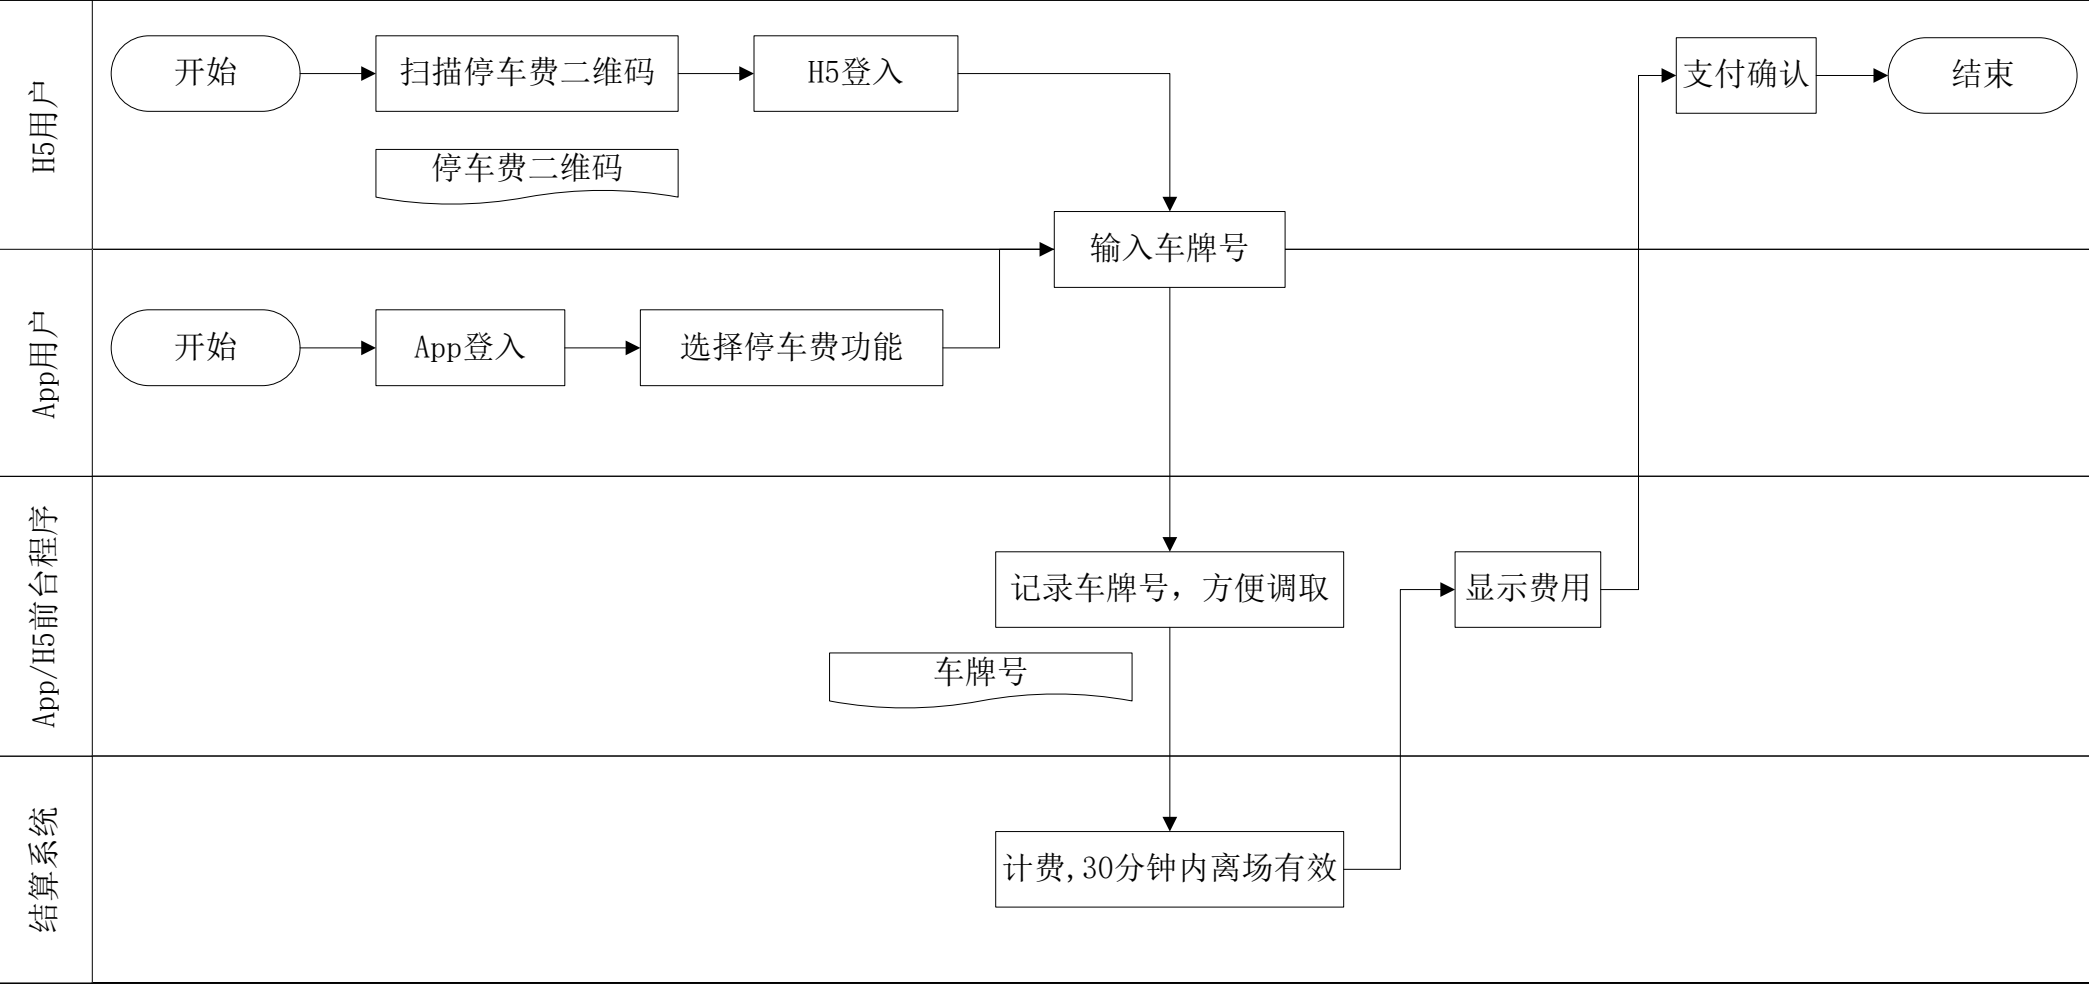 H5用户
开始
扫描停车费二维码
H5登入
支付确认
结束
停车费二维码
输入车牌号
App用户
开始
App登入
选择停车费功能
App/H5前台程序
记录车牌号，方便调取
显示费用
车牌号
结算系统
计费,30分钟内离场有效